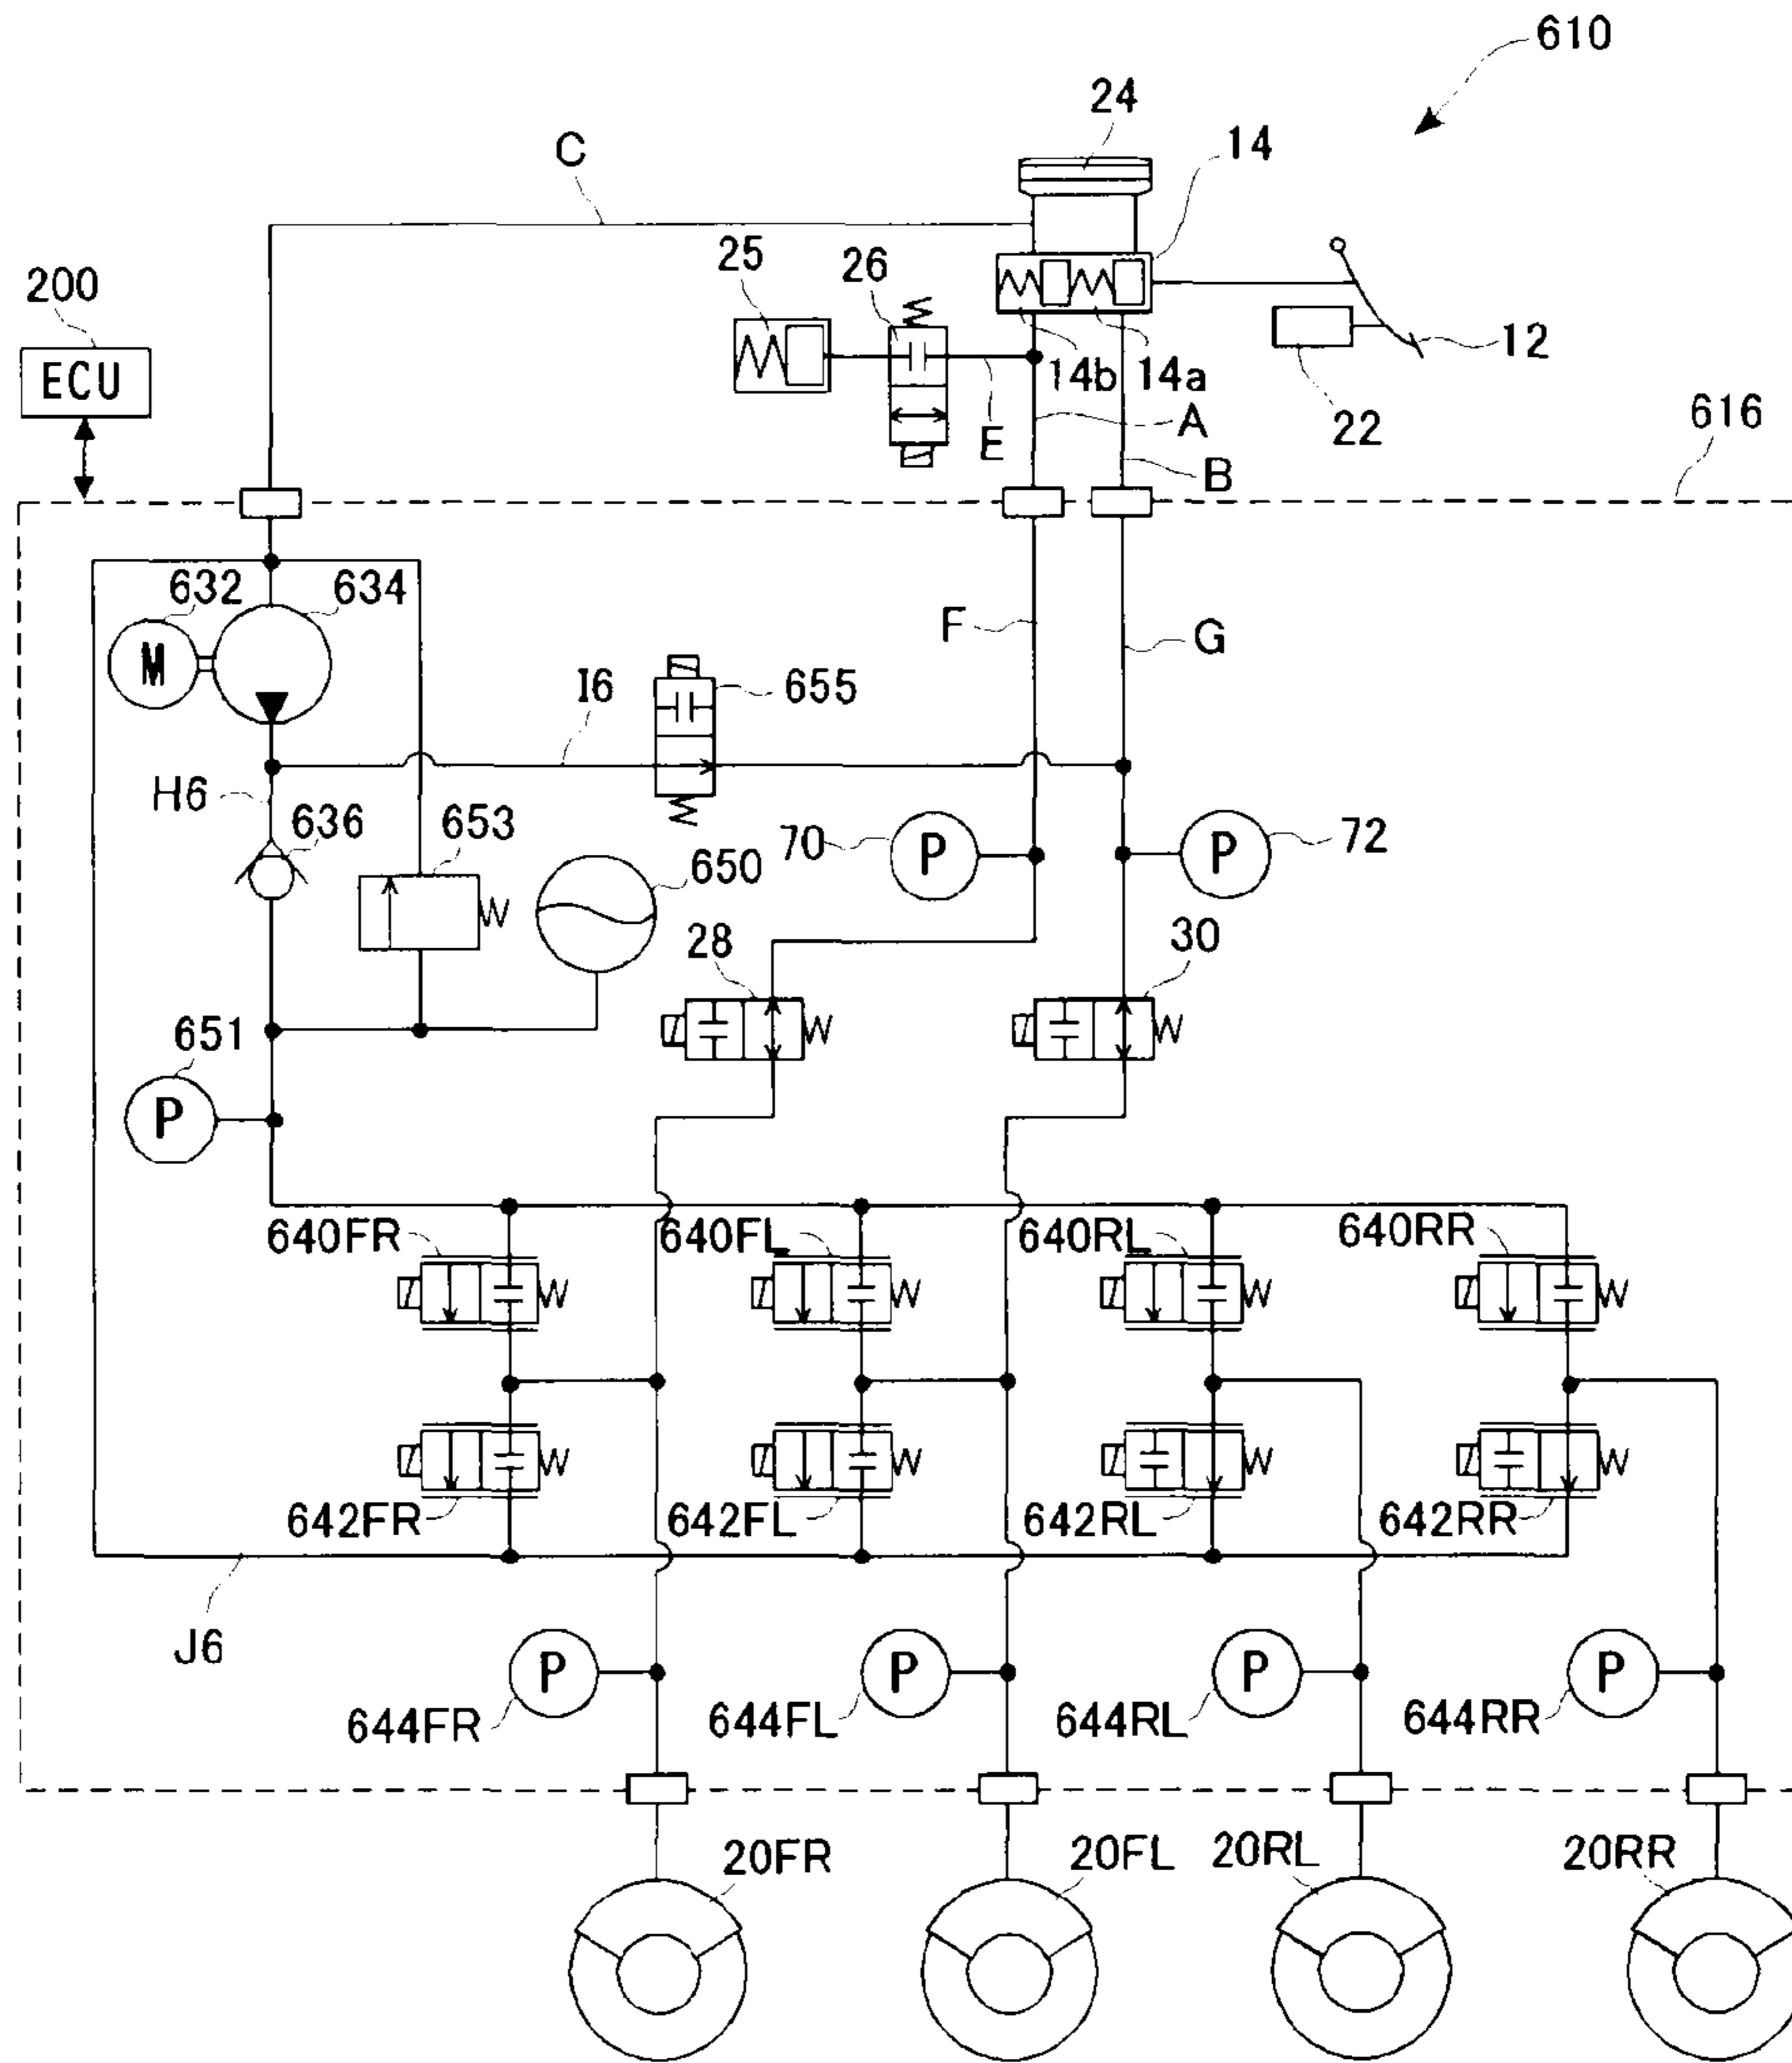 610
24
14
C
25
26
200
ECU
12
14b
14a
22
A
E
B
616
632
634
M
F
G
655
I6
H6
636
653
650
70
P
P
72
28
30
W
W
W
651
P
640FR
640FL
640RL
640RR
W
W
W
W
W
W
W
W
642FR
642FL
642RL
642RR
J6
P
P
P
P
644FR
644FL
644RL
644RR
20FR
20FL
20RL
20RR